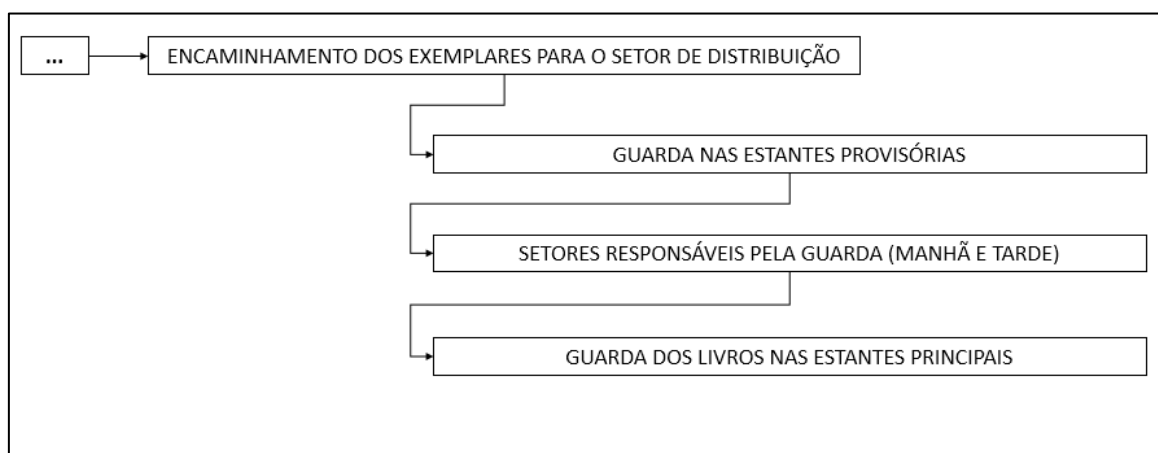 ...
ENCAMINHAMENTO DOS EXEMPLARES PARA O SETOR DE DISTRIBUIÇÃO
GUARDA NAS ESTANTES PROVISÓRIAS
SETORES RESPONSÁVEIS PELA GUARDA (MANHÃ E TARDE)
GUARDA DOS LIVROS NAS ESTANTES PRINCIPAIS